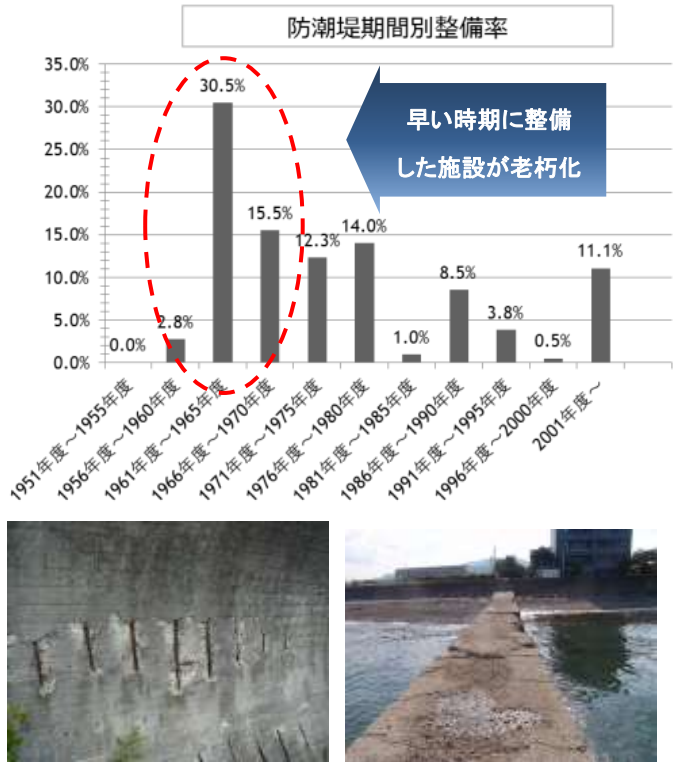 防潮堤期間別整備率
35.0%
30.0%
25.0%
20.0%
15.0%
10.0%
5.0%
0.0%
早い時期に整備
した施設が老朽化
0.0%
2.8%
30.5%
15.5%
12.3%
14.0%
1.0%
8.5%
3.8%
0.5%
11.1%
1951年度～1955年度
1956年度～1960年度
1961年度～1965年度
1966年度～1970年度
1971年度～1975年度
1976年度～1980年度
1981年度～1985年度
1986年度～1990年度
1991年度～1995年度
1996年度～2000年度
2001年度～